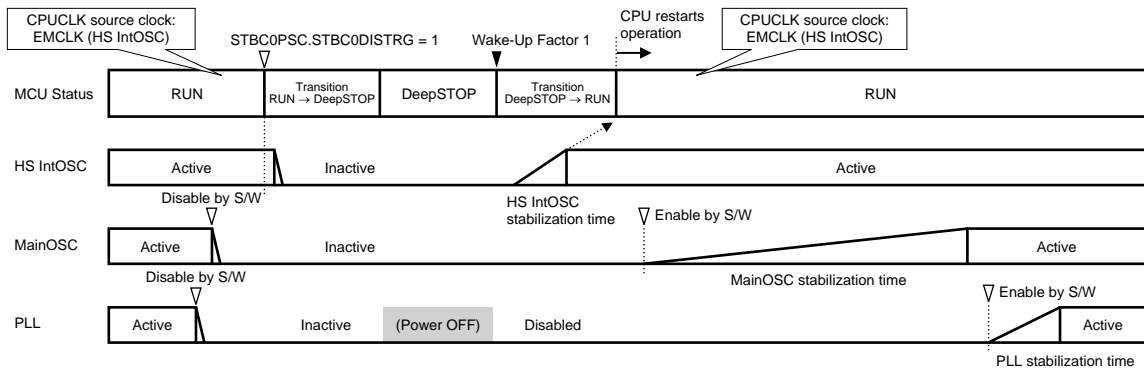 CPUCLK source clock:
EMCLK (HS IntOSC)
STBC0PSC.STBC0DISTRG = 1
Wake-Up Factor 1
CPU restarts
operation
CPUCLK source clock:
EMCLK (HS IntOSC)
MCU Status
RUN
Transition
RUN → DeepSTOP
DeepSTOP
Transition
DeepSTOP → RUN
RUN
HS IntOSC
Active
Inactive
Active
Disable by S/W
HS IntOSC
stabilization time
Enable by S/W
MainOSC
Active
Inactive
Active
Disable by S/W
MainOSC stabilization time
Enable by S/W
PLL
Active
Inactive
(Power OFF)
Disabled
Active
PLL stabilization time